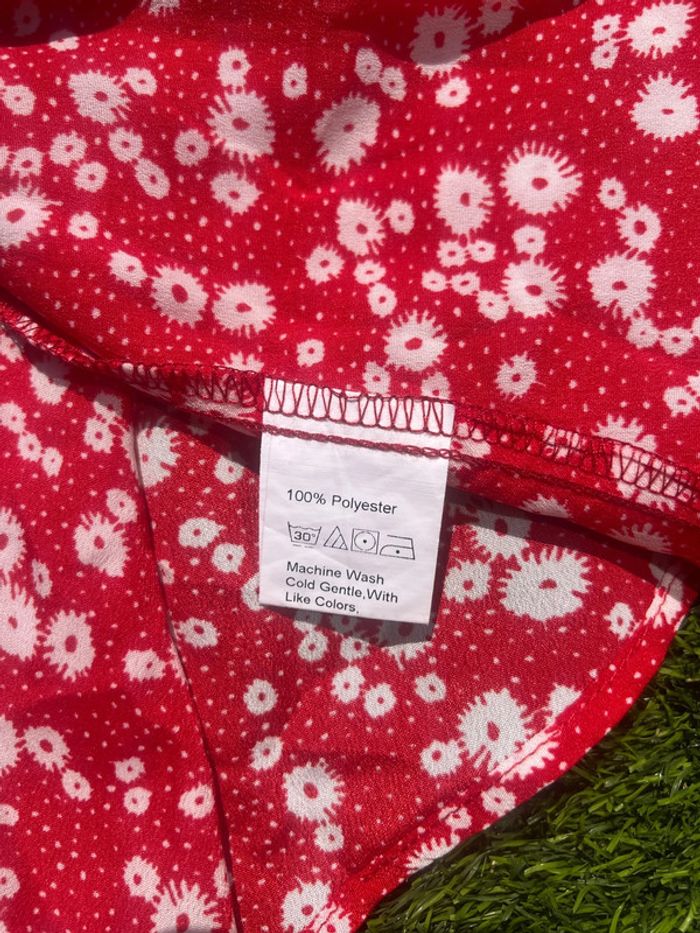 100% Polyester
30°
Machine Wash
Cold Gentle,With
Like Colors,